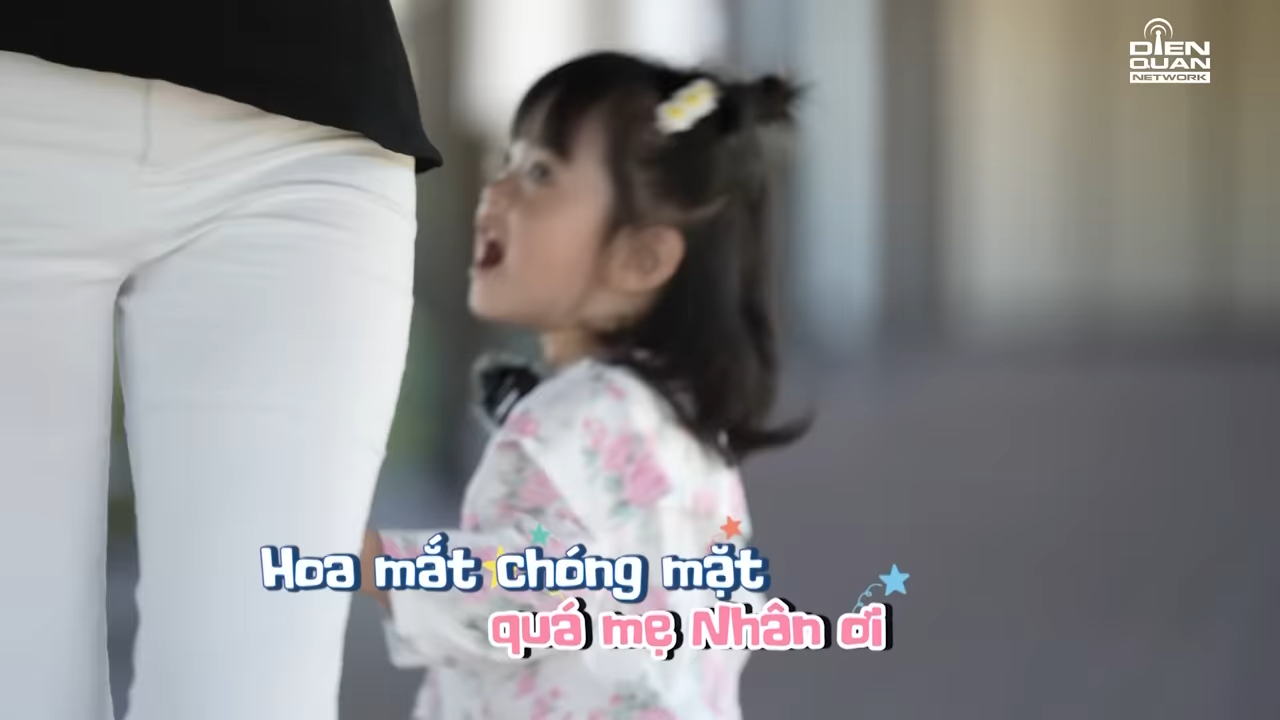 DIEN
QUAN
NETWORK
Hoa mắt chóng mặt
quá mẹ Nhân ơi